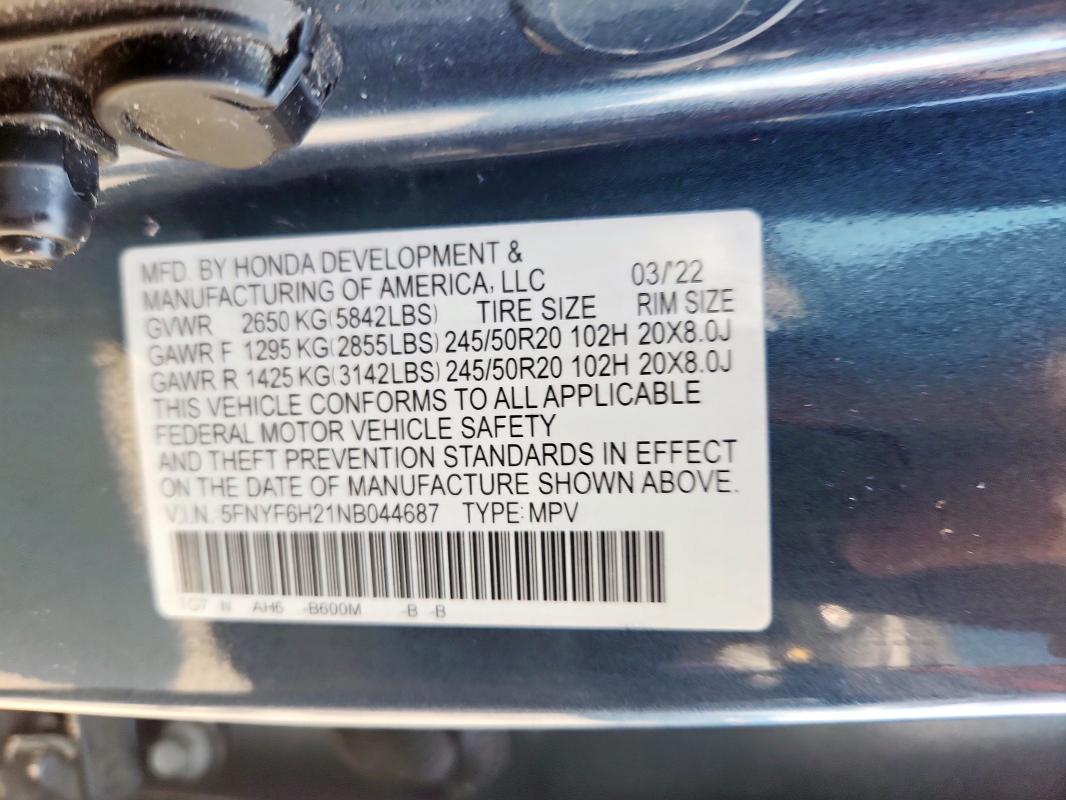 MFD. BY HONDA DEVELOPMENT &
MANUFACTURING OF AMERICA, LLC 03/'22
GVWR 2650 KG(5842LBS) TIRE SIZE RIM SIZE
GAWR F 1295 KG(2855LBS) 245/50R20 102H 20X8.0J
GAWR R 1425 KG(3142LBS) 245/50R20 102H 20X8.0J
THIS VEHICLE CONFORMS TO ALL APPLICABLE
FEDERAL MOTOR VEHICLE SAFETY
AND THEFT PREVENTION STANDARDS IN EFFECT
ON THE DATE OF MANUFACTURE SHOWN ABOVE.
V.I.N.: 5FNYF6H21NB044687 TYPE: MPV
N AH6 -B600M -B -B